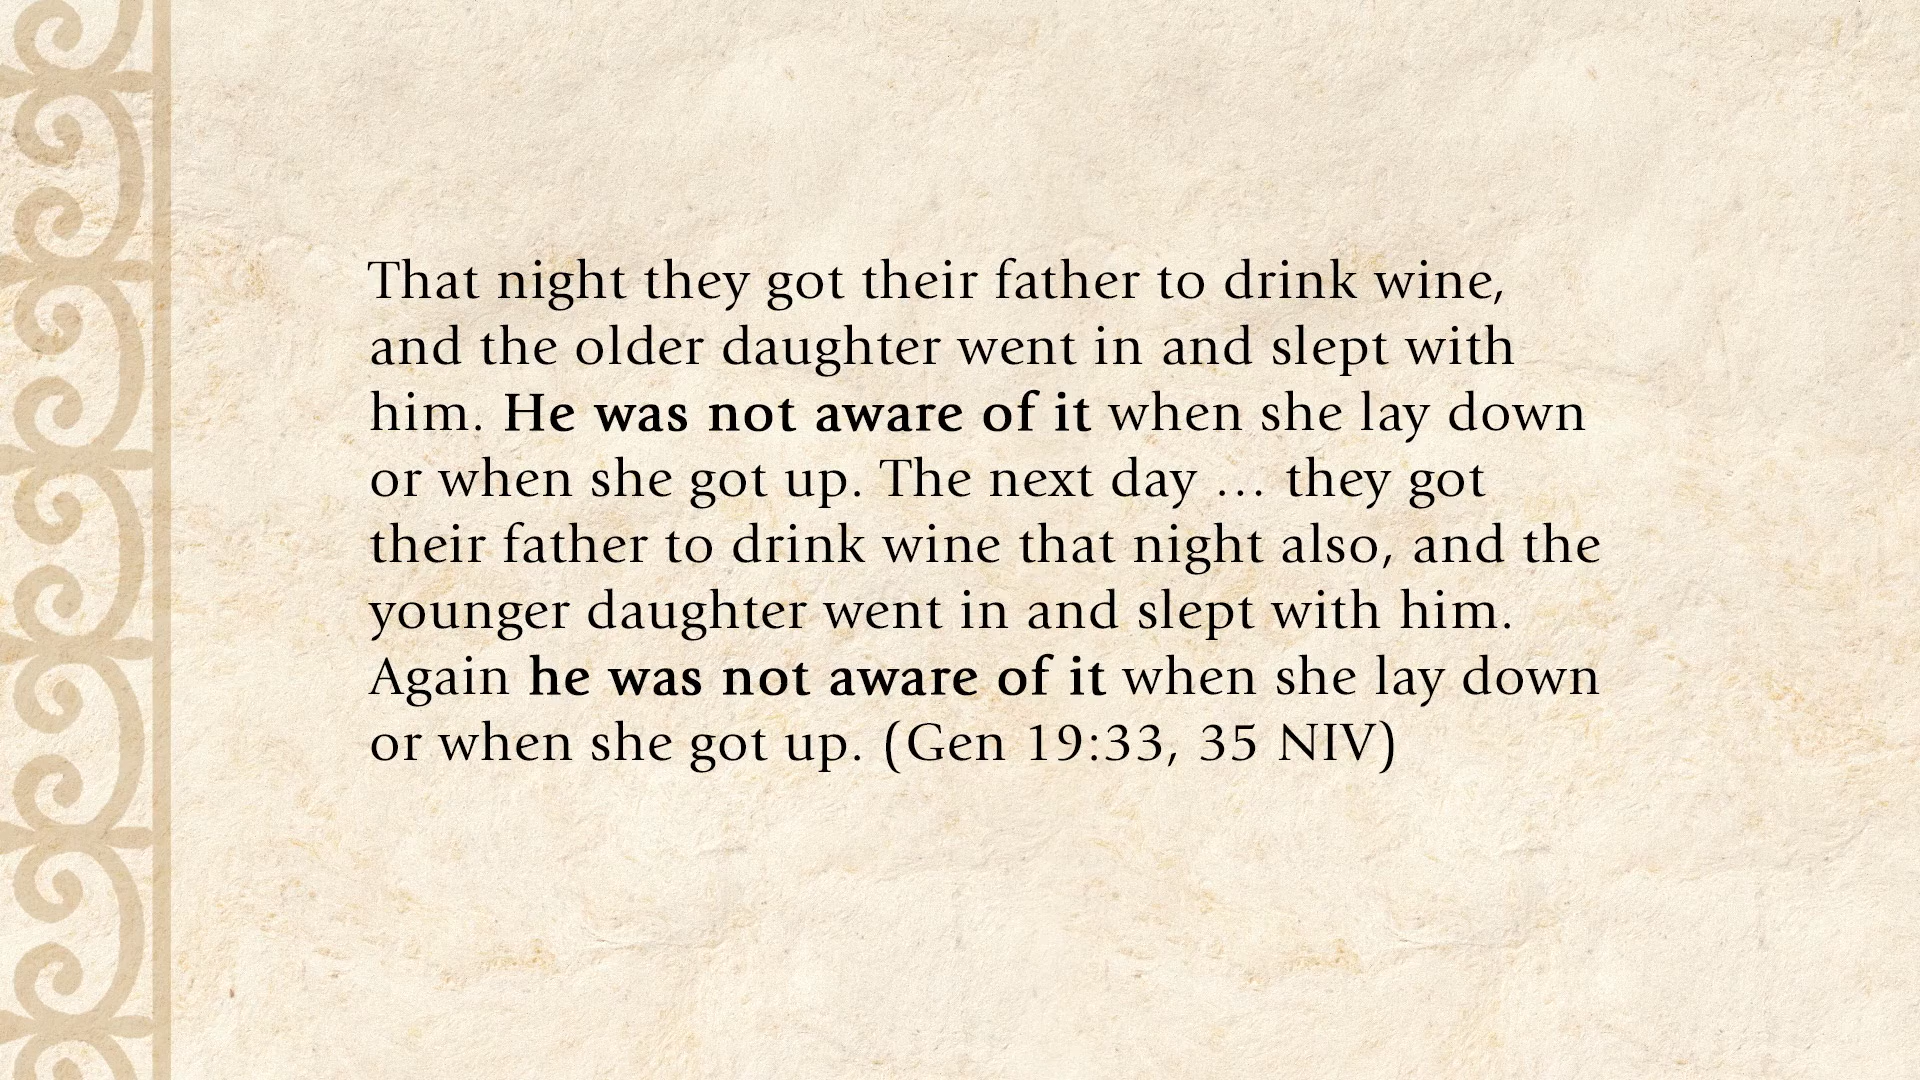 That night they got their father to drink wine,
and the older daughter went in and slept with
him. He was not aware of it when she lay down
or when she got up. The next day … they got
their father to drink wine that night also, and the
younger daughter went in and slept with him.
Again he was not aware of it when she lay down
or when she got up. (Gen 19:33, 35 NIV)